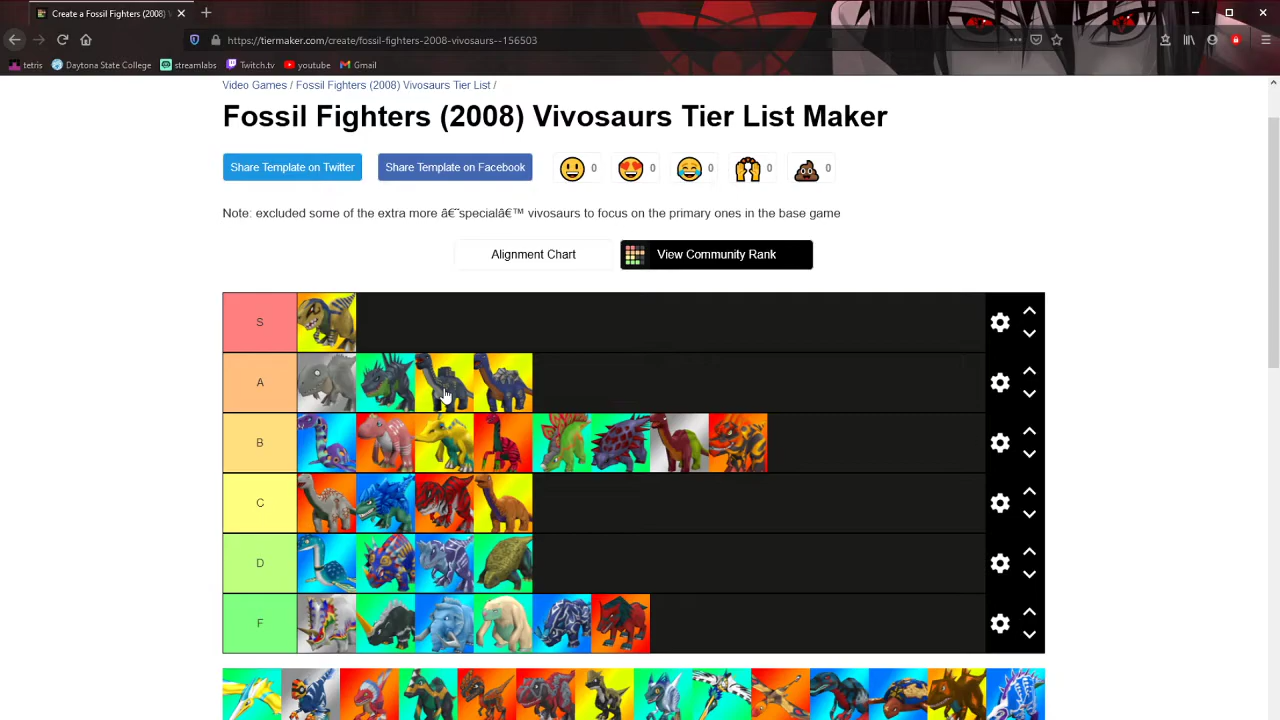 Create a Fossil Fighters (2008) V
https://tiermaker.com/create/fossil-fighters-2008-vivosaurs--156503
tetris Daytona State College streamlabs Twitch.tv youtube Gmail
Video Games / Fossil Fighters (2008) Vivosaurs Tier List /
Fossil Fighters (2008) Vivosaurs Tier List Maker
Share Template on Twitter Share Template on Facebook 0 0 0 0 0
Note: excluded some of the extra more â€˜̈specialâ€™ vivosaurs to focus on the primary ones in the base game
Alignment Chart View Community Rank
S
A
B
C
D
F